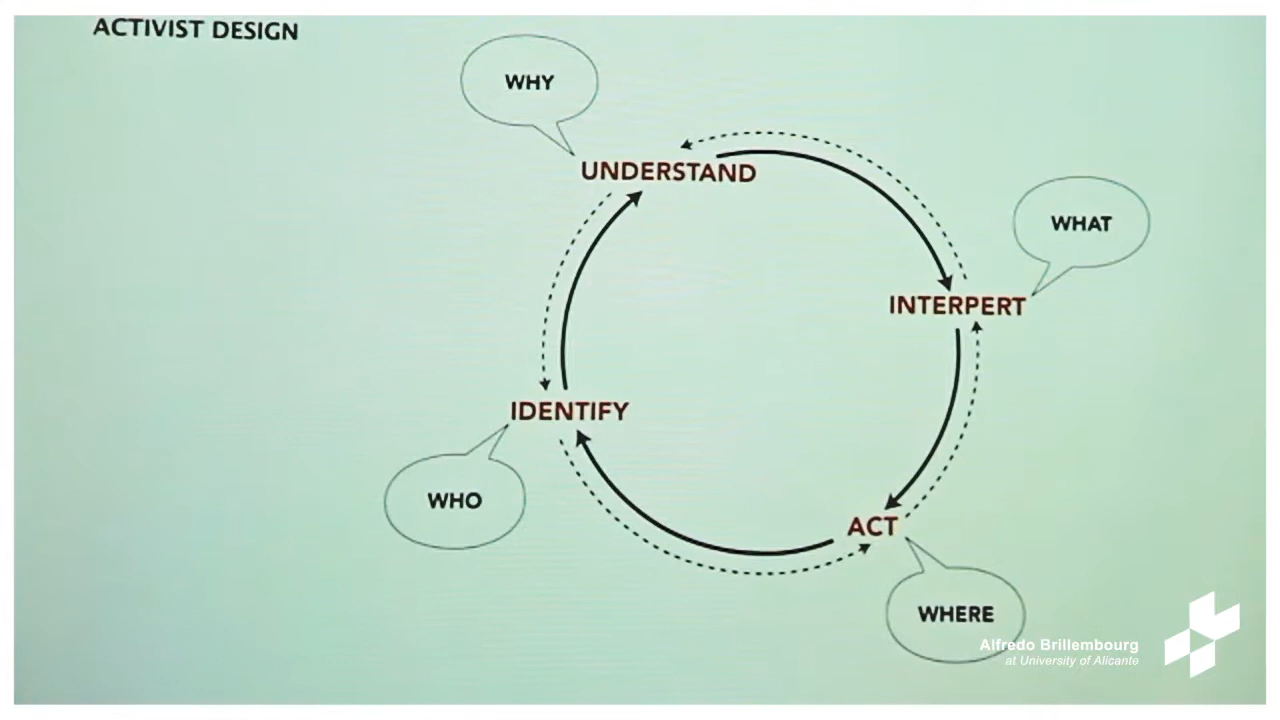 ACTIVIST DESIGN
WHY
UNDERSTAND
WHAT
INTERPERT
IDENTIFY
WHO
ACT
WHERE
Alfredo Brillembourg
at University of Alicante